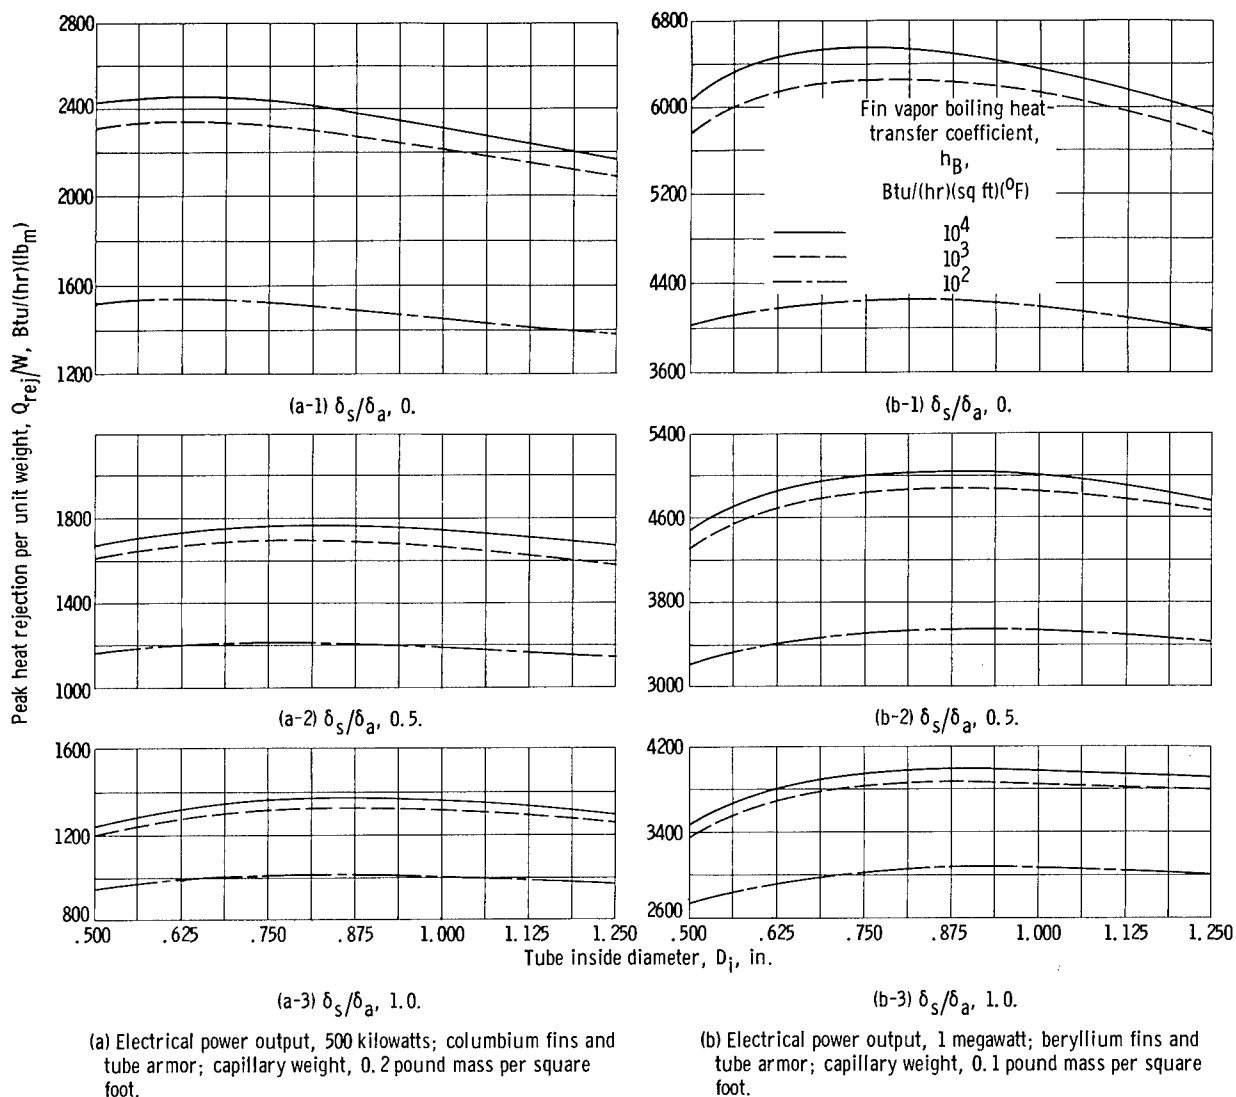 Peak heat rejection per unit weight, Q_rej/W, Btu/(hr)(lb_m)
2800
2400
2000
1600
1200
(a-1) δ_s/δ_a, 0.
1800
1400
1000
(a-2) δ_s/δ_a, 0.5.
1600
1200
800
.500 .625 .750 .875 1.000 1.125 1.250
(a-3) δ_s/δ_a, 1.0.
(a) Electrical power output, 500 kilowatts; columbium fins and
tube armor; capillary weight, 0.2 pound mass per square
foot.
6800
6000
5200
4400
3600
Fin vapor boiling heat-
transfer coefficient,
h_B,
Btu/(hr)(sq ft)(°F)
10^4
10^3
10^2
(b-1) δ_s/δ_a, 0.
5400
4600
3800
3000
(b-2) δ_s/δ_a, 0.5.
4200
3400
2600
.500 .625 .750 .875 1.000 1.125 1.250
Tube inside diameter, D_i, in.
(b-3) δ_s/δ_a, 1.0.
(b) Electrical power output, 1 megawatt; beryllium fins and
tube armor; capillary weight, 0.1 pound mass per square
foot.